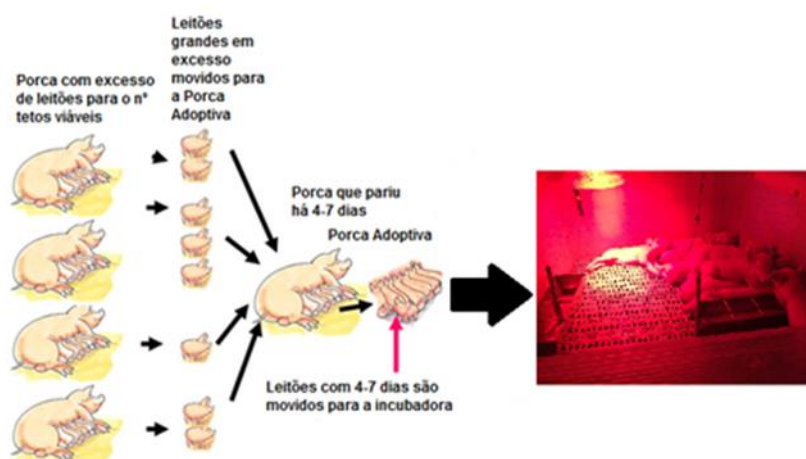 Porca com excesso
de leitões para o nº
tetos viáveis
Leitões
grandes em
excesso
movidos para
a Porca
Adoptiva
Porca que pariu
há 4-7 dias
Porca Adoptiva
Leitões com 4-7 dias são
movidos para a incubadora